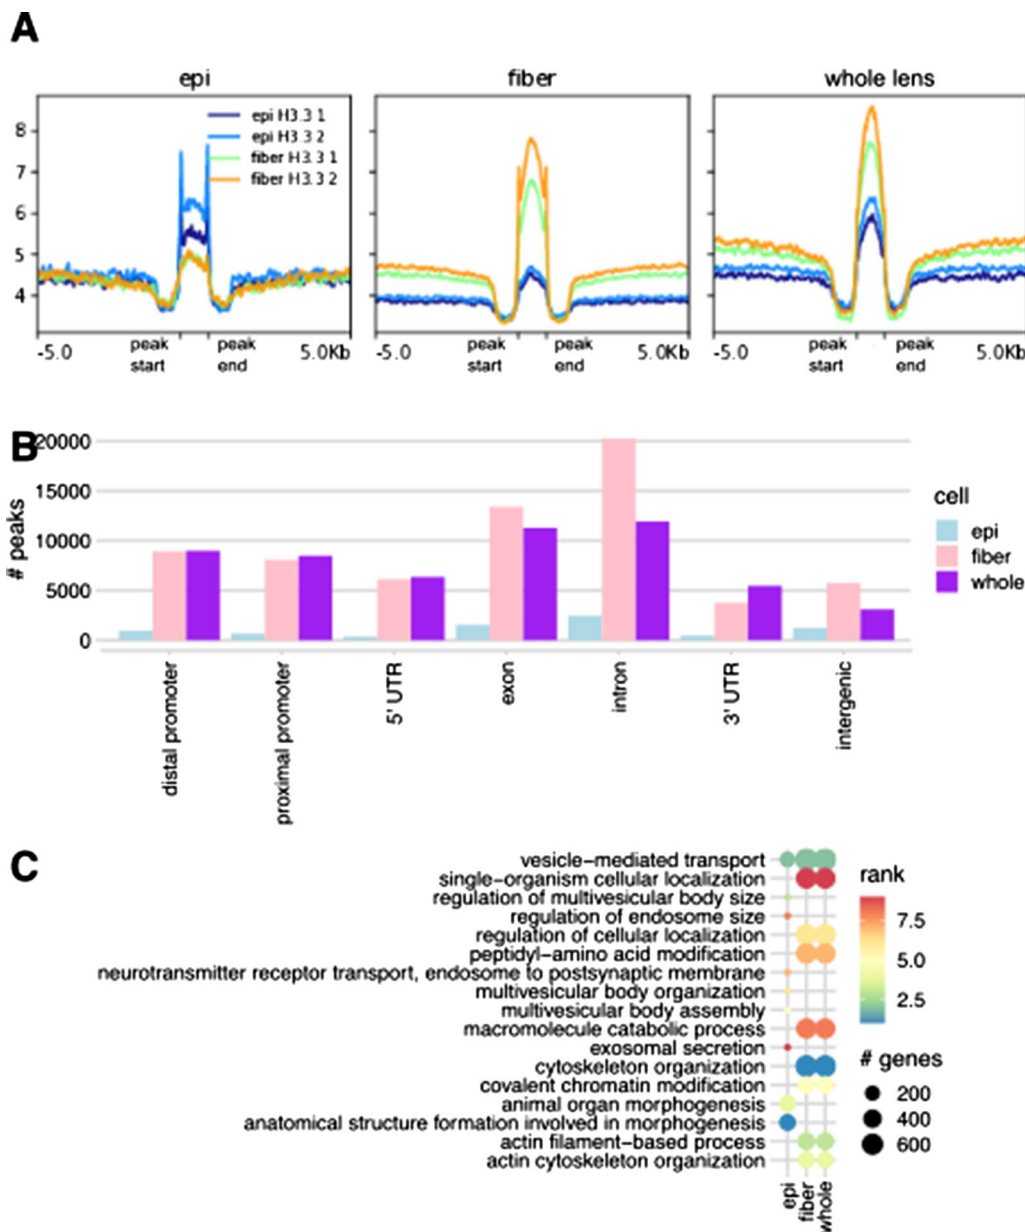 A
epi
fiber
whole lens
epi H3.3 1
epi H3.3 2
fiber H3.3 1
fiber H3.3 2
8
7
6
5
4
-5.0
peak start
peak end
5.0Kb
-5.0
peak start
peak end
5.0Kb
-5.0
peak start
peak end
5.0Kb
B
20000
15000
10000
5000
0
# peaks
cell
epi
fiber
whole
distal promoter
proximal promoter
5' UTR
exon
intron
3' UTR
intergenic
C
vesicle−mediated transport
single−organism cellular localization
regulation of multivesicular body size
regulation of endosome size
regulation of cellular localization
peptidyl−amino acid modification
neurotransmitter receptor transport, endosome to postsynaptic membrane
multivesicular body organization
multivesicular body assembly
macromolecule catabolic process
exosomal secretion
cytoskeleton organization
covalent chromatin modification
animal organ morphogenesis
anatomical structure formation involved in morphogenesis
actin filament−based process
actin cytoskeleton organization
epi
fiber
whole
rank
7.5
5.0
2.5
# genes
200
400
600